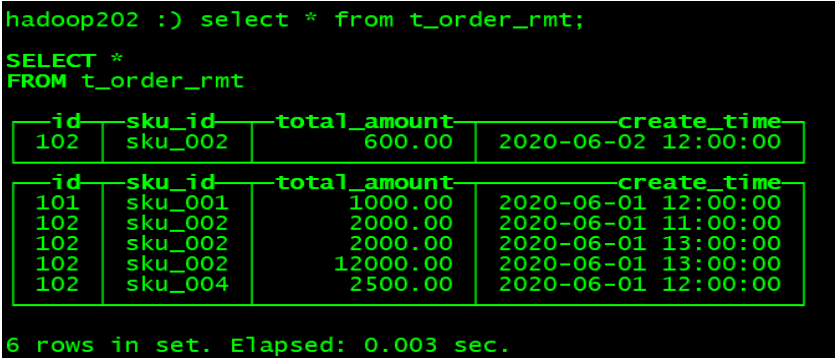 hadoop202 :) select * from t_order_rmt;
SELECT *
FROM t_order_rmt
id sku_id total_amount create_time
102 sku_002 600.00 2020-06-02 12:00:00
id sku_id total_amount create_time
101 sku_001 1000.00 2020-06-01 12:00:00
102 sku_002 2000.00 2020-06-01 11:00:00
102 sku_002 2000.00 2020-06-01 13:00:00
102 sku_002 12000.00 2020-06-01 13:00:00
102 sku_004 2500.00 2020-06-01 12:00:00
6 rows in set. Elapsed: 0.003 sec.